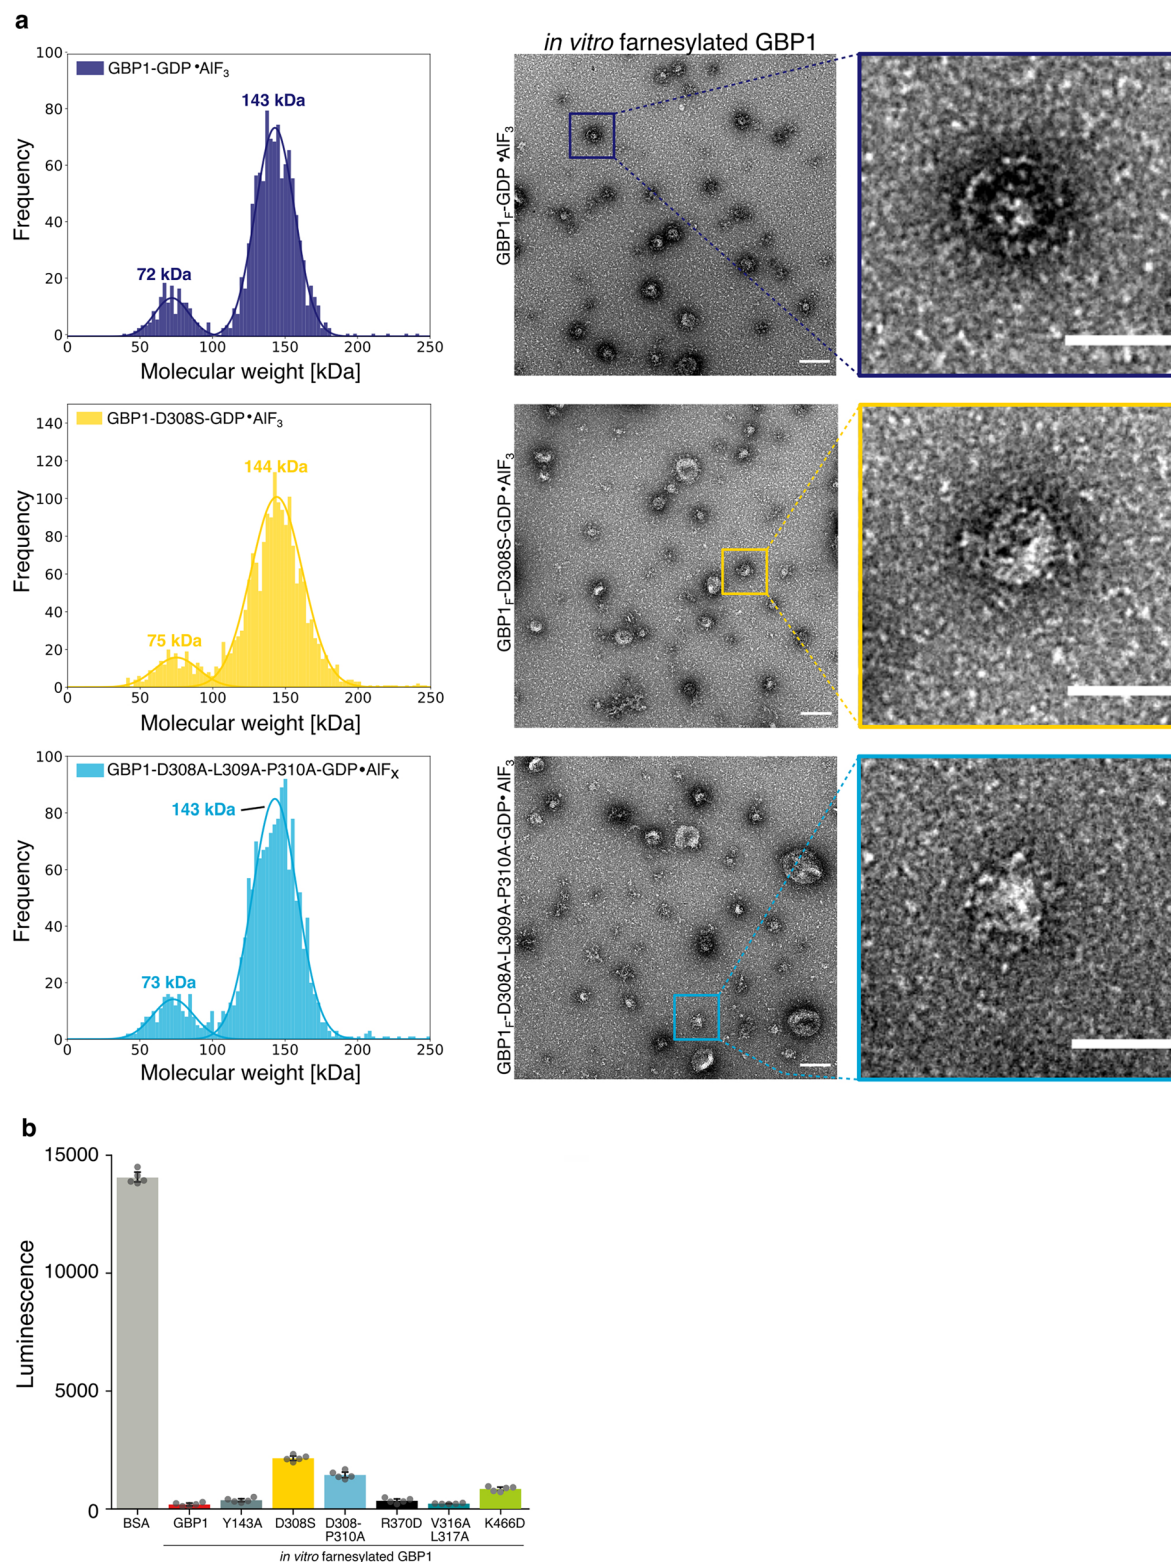 a
in vitro farnesylated GBP1
100
80
60
40
20
0
Frequency
GBP1-GDP•AlF₃
143 kDa
72 kDa
0 50 100 150 200 250
Molecular weight [kDa]
GBP1F-GDP•AlF₃
140
120
100
80
60
40
20
0
Frequency
GBP1-D308S-GDP•AlF₃
144 kDa
75 kDa
0 50 100 150 200 250
Molecular weight [kDa]
GBP1F-D308S-GDP•AlF₃
100
80
60
40
20
0
Frequency
GBP1-D308A-L309A-P310A-GDP•AlFX
143 kDa
73 kDa
0 50 100 150 200 250
Molecular weight [kDa]
GBP1F-D308A-L309A-P310A-GDP•AlF₃
b
15000
10000
5000
0
Luminescence
BSA GBP1 Y143A D308S D308- R370D V316A K466D
P310A L317A
in vitro farnesylated GBP1